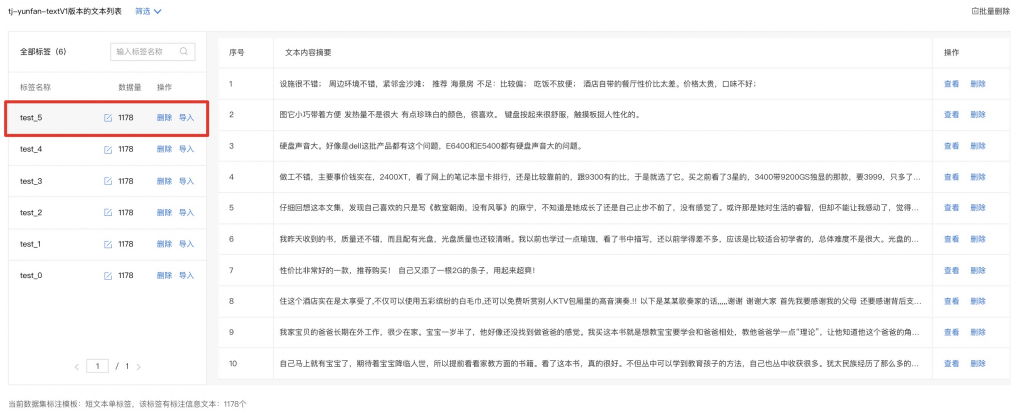 tj-yunfan-textV1版本的文本列表 筛选 批量删除
全部标签（6） 输入标签名称
标签名称 数据量 操作
test_5 1178 删除 导入
test_4 1178 删除 导入
test_3 1178 删除 导入
test_2 1178 删除 导入
test_1 1178 删除 导入
test_0 1178 删除 导入
1 / 1
序号 文本内容摘要 操作
1 设施很不错； 周边环境不错，紧邻金沙滩； 推荐 海景房 不足：比较偏； 吃饭不放便； 酒店自带的餐厅性价比太差。价格太贵，口味不好； 查看 删除
2 图它小巧带着方便 发热量不是很大 有点珍珠白的颜色，很喜欢。 键盘按起来很舒服，触摸板挺人性化的。 查看 删除
3 硬盘声音大。好像是dell这批产品都有这个问题，E6400和E5400都有硬盘声音大的问题。 查看 删除
4 做工不错，主要事价钱实在，2400XT，看了网上的笔记本显卡排行，还是比较靠前的，跟9300有的比，于是就选了它。买之前看了3星的，3400带9200GS独显的那款，要3999，只多了... 查看 删除
5 仔细回想这本文集，发现自己喜欢的只是写《教室朝南，没有风筝》的麻宁，不知道是她成长了还是自己止步不前了，没有感觉了。或许那是她对生活的睿智，但却不能让我感动了，觉得... 查看 删除
6 我昨天收到的书，质量还不错，而且配有光盘，光盘质量也还较清晰。我以前也学过一点瑜珈，看了书中描写，还以前学得差不多，应该是比较适合初学者的，总体难度不是很大。光盘的... 查看 删除
7 性价比非常好的一款，推荐购买！ 自己又添了一根2G的条子，用起来超爽！ 查看 删除
8 住这个酒店实在是太享受了,不仅可以使用五彩缤纷的白毛巾,还可以免费听赏别人KTV包厢里的高音演奏.!! 以下是某某歌奏家的话,,,,,谢谢 谢谢大家 首先我要感谢我的父母 还要感谢背后支... 查看 删除
9 我家宝贝的爸爸长期在外工作，很少在家。宝宝一岁半了，他好像还没找到做爸爸的感觉。我买这本书就是想教宝宝要学会和爸爸相处，教他爸爸学一点“理论”，让他知道他这个爸爸的角... 查看 删除
10 自己马上就有宝宝了，期待着宝宝降临人世，所以提前看看家教方面的书籍。看了这本书，真的很好。不但丛中可以学到教育孩子的方法，自己也丛中收获很多。犹太民族经历了那么多的... 查看 删除
当前数据集标注模板：短文本单标签，该标签有标注信息文本：1178个